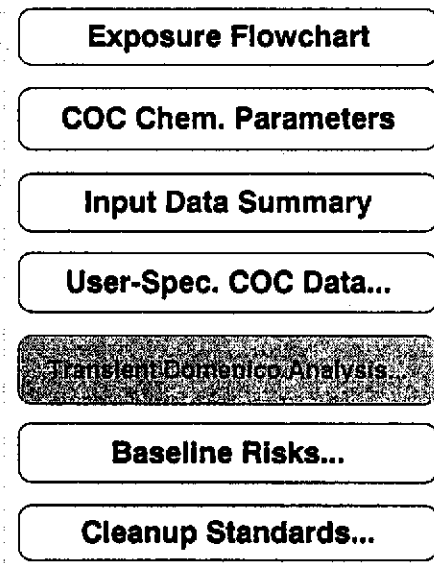 Exposure Flowchart
COC Chem. Parameters
Input Data Summary
User-Spec. COC Data...
Transient Domenico Analysis...
Baseline Risks...
Cleanup Standards...